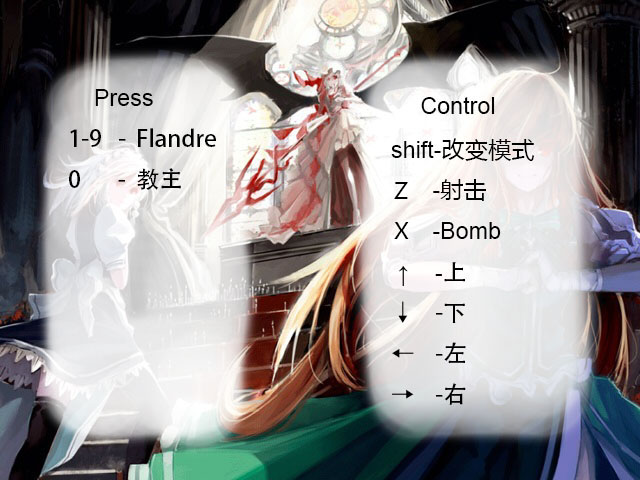 Press
1-9 - Flandre
0 - 教主
Control
shift-改变模式
Z -射击
X -Bomb
↑ -上
↓ -下
← -左
→ -右